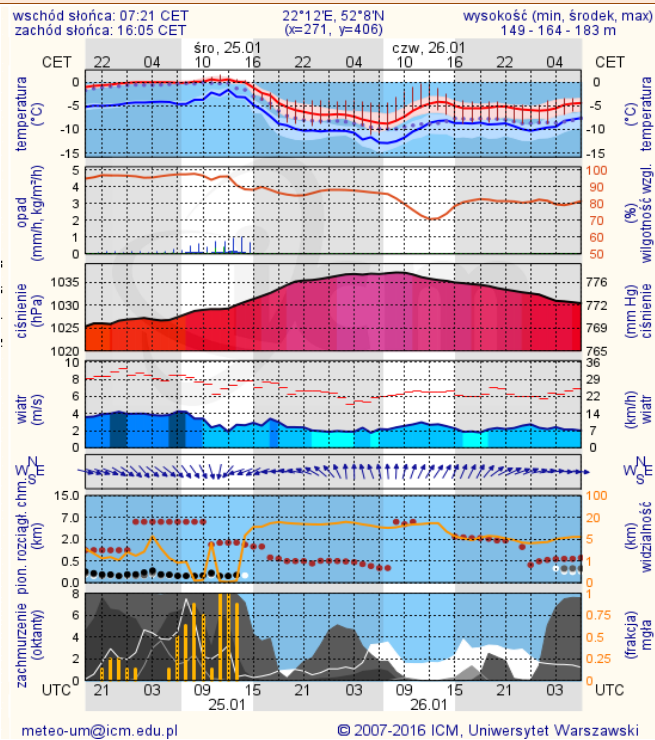 wschód słońca: 07:21 CET 22°12'E, 52°8'N wysokość (min, środek, max)
zachód słońca: 16:05 CET (x=271, y=406) 149 - 164 - 183 m
śro, 25.01 czw, 26.01
CET 22 04 10 16 22 04 10 16 22 04 CET
temperatura (°C)
0 0
-5 -5
-10 -10
-15 -15
temperatura (°C)
opad (mm/h, kg/m²/h)
5 100
4 90
3 80
2 70
1 60
0 50
(%) wilgotność wzgl.
ciśnienie (hPa)
1035 776
1030 772
1025 769
1020 765
(mm Hg) ciśnienie
wiatr (m/s)
10 36
8 29
6 22
4 14
2 7
0 0
(km/h) wiatr
N W E S N W E S
pion. rozciągł. chm. (km)
15.0 100
7.0 20
2.0 5
0.5 1
0.0 0
(km) widzialność
zachmurzenie (oktanty)
8 1
6 0.75
4 0.5
2 0.25
0 0
(frakcja) mgła
UTC 21 03 09 15 21 03 09 15 21 03 UTC
25.01 26.01
meteo-um@icm.edu.pl © 2007-2016 ICM, Uniwersytet Warszawski